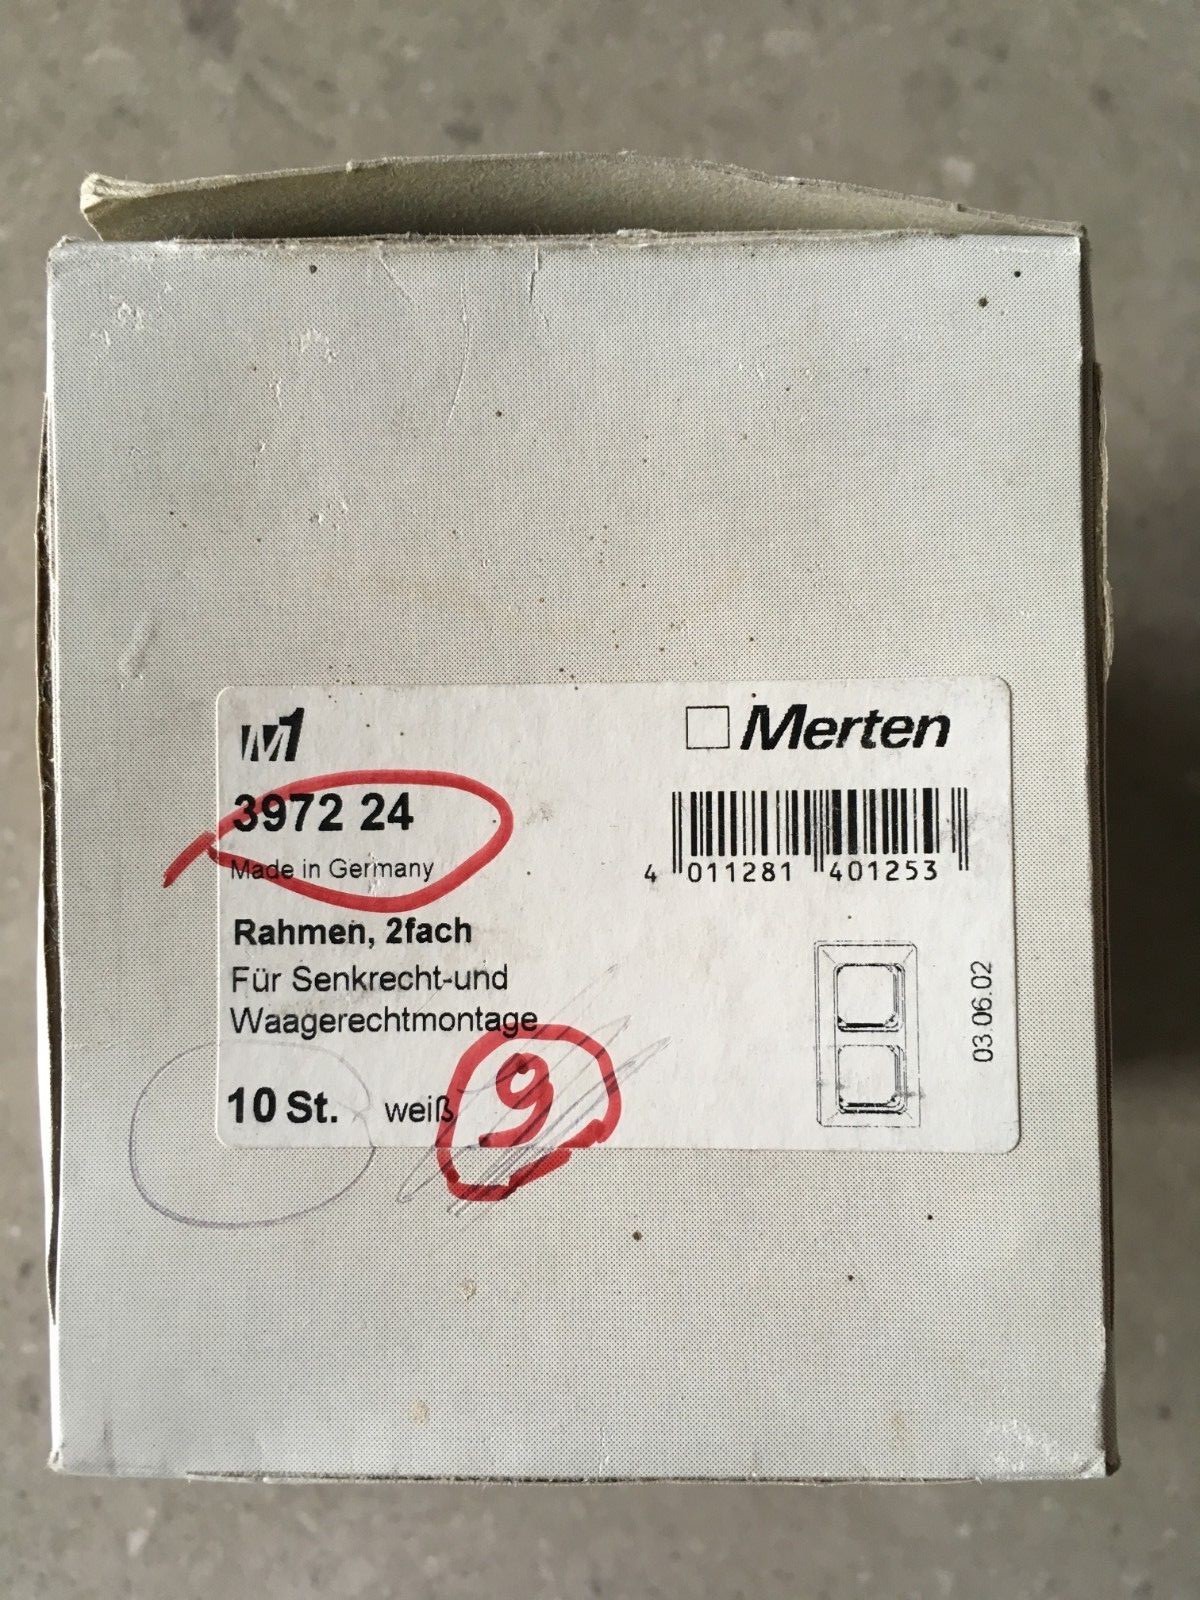 M1
Merten
3972 24
Made in Germany
4 011281 401253
Rahmen, 2fach
Für Senkrecht-und
Waagerechtmontage
03.06.02
10 St. weiß
9